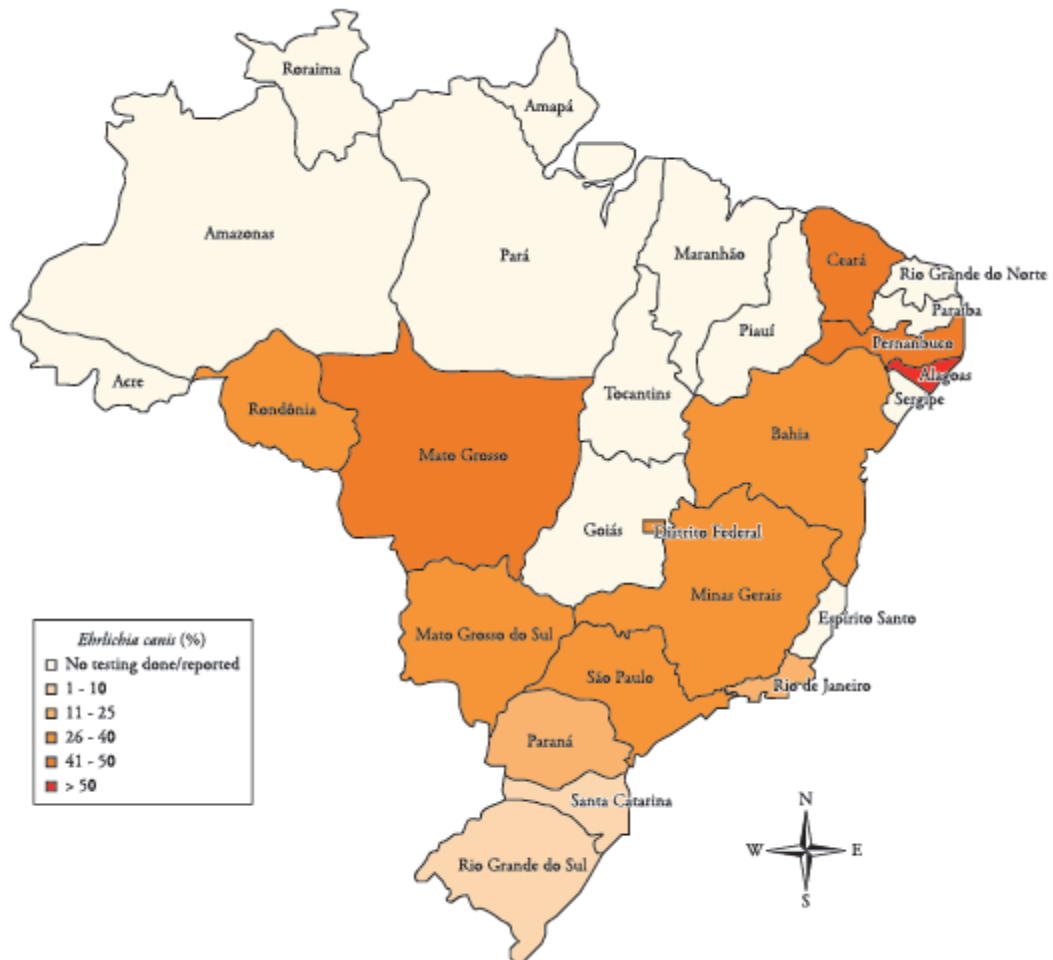 Roraima
Amapá
Amazonas
Pará
Maranhão
Ceará
Rio Grande do Norte
Paraíba
Piauí
Pernanbuco
Alagoas
Acre
Rondônia
Tocantins
Sergipe
Mato Grosso
Bahia
Goiás
Distrito Federal
Minas Gerais
Espírito Santo
Mato Grosso do Sul
São Paulo
Rio de Janeiro
Paraná
Santa Catarina
Rio Grande do Sul
Ehrlichia canis (%)
No testing done/reported
1 - 10
11 - 25
26 - 40
41 - 50
> 50
N
W
E
S